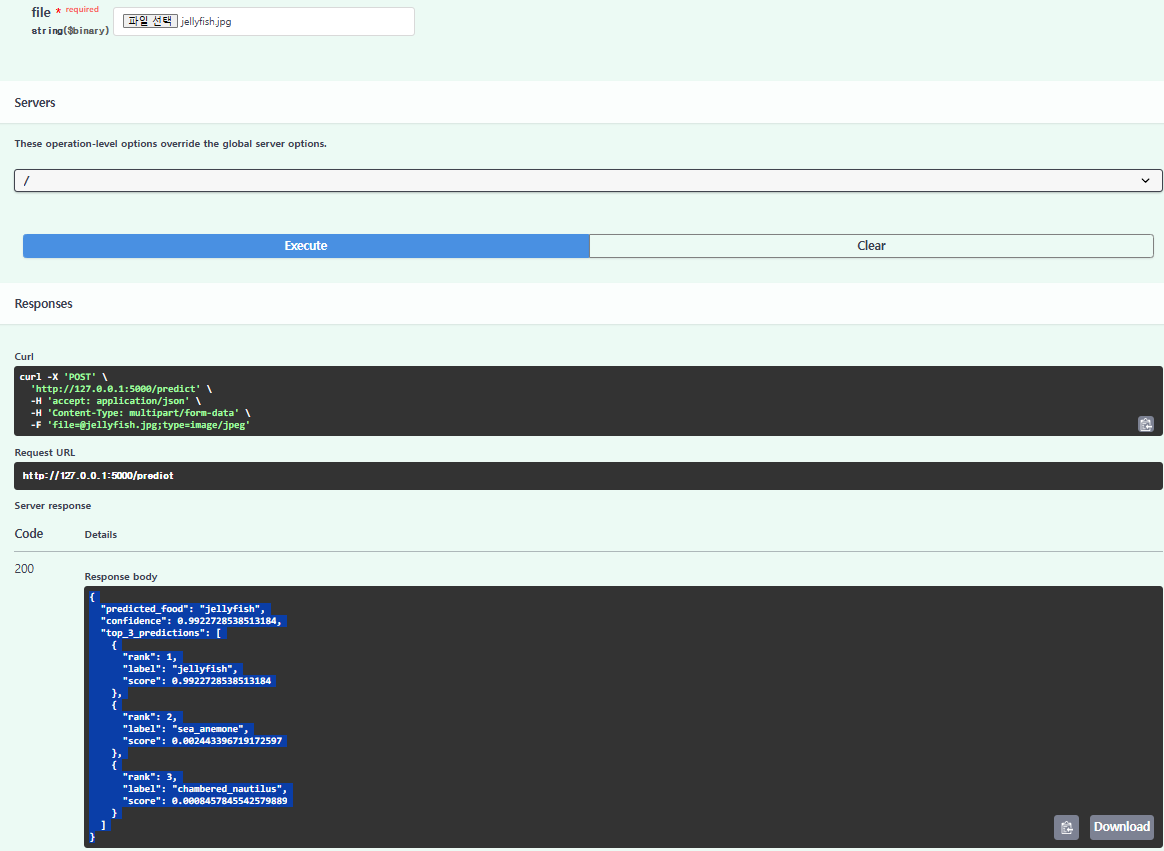 file * required
파일 선택 jellyfish.jpg
string($binary)
Servers
These operation-level options override the global server options.
/
Execute
Clear
Responses
Curl
curl -X 'POST' \
  'http://127.0.0.1:5000/predict' \
  -H 'accept: application/json' \
  -H 'Content-Type: multipart/form-data' \
  -F 'file=@jellyfish.jpg;type=image/jpeg'
Request URL
http://127.0.0.1:5000/predict
Server response
Code
Details
200
Response body
{
  "predicted_food": "jellyfish",
  "confidence": 0.9922728538513184,
  "top_3_predictions": [
    {
      "rank": 1,
      "label": "jellyfish",
      "score": 0.9922728538513184
    },
    {
      "rank": 2,
      "label": "sea_anemone",
      "score": 0.002443396719172597
    },
    {
      "rank": 3,
      "label": "chambered_nautilus",
      "score": 0.0008457845542579889
    }
  ]
}
Download